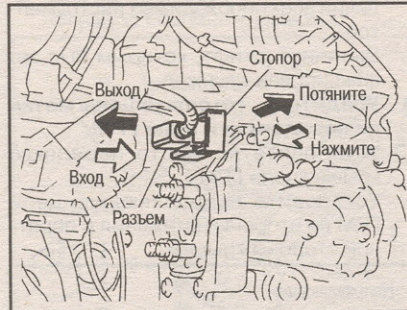 Стопор
Выход
Потяните
Нажмите
Вход
Разъем